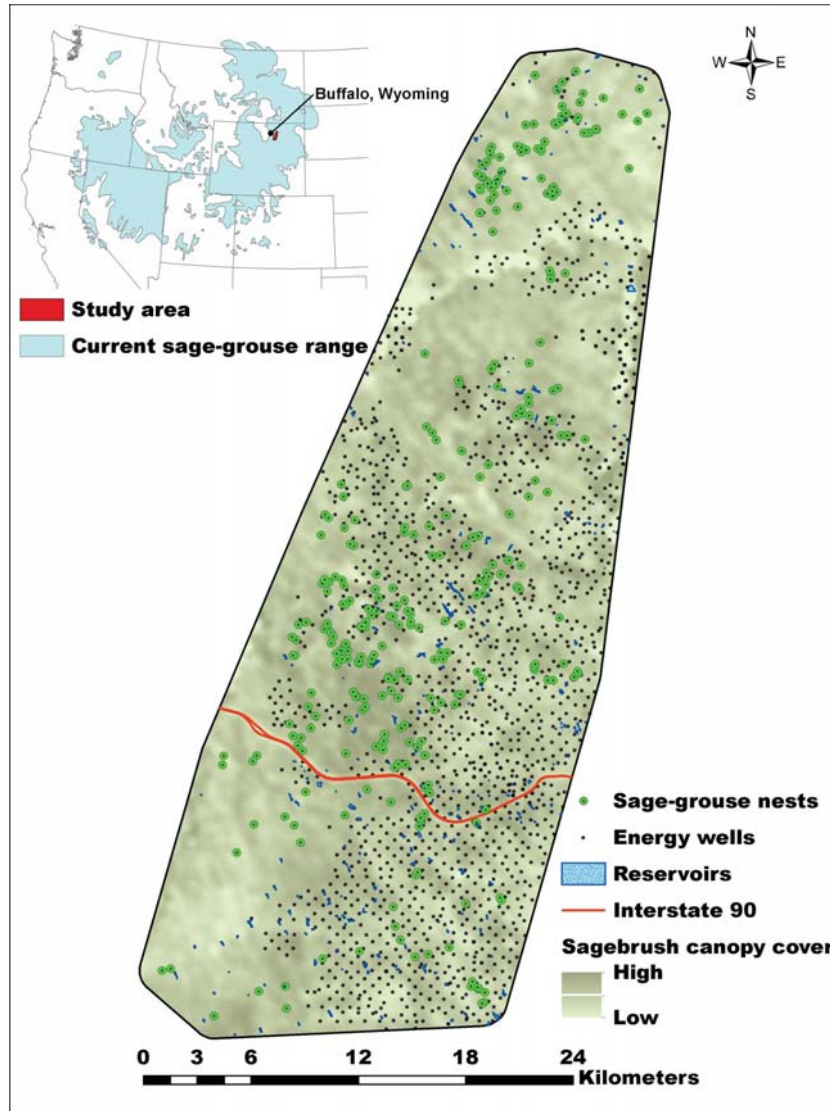 Buffalo, Wyoming
N
W E
S
Study area
Current sage-grouse range
Sage-grouse nests
Energy wells
Reservoirs
Interstate 90
Sagebrush canopy cover
High
Low
0 3 6 12 18 24
Kilometers